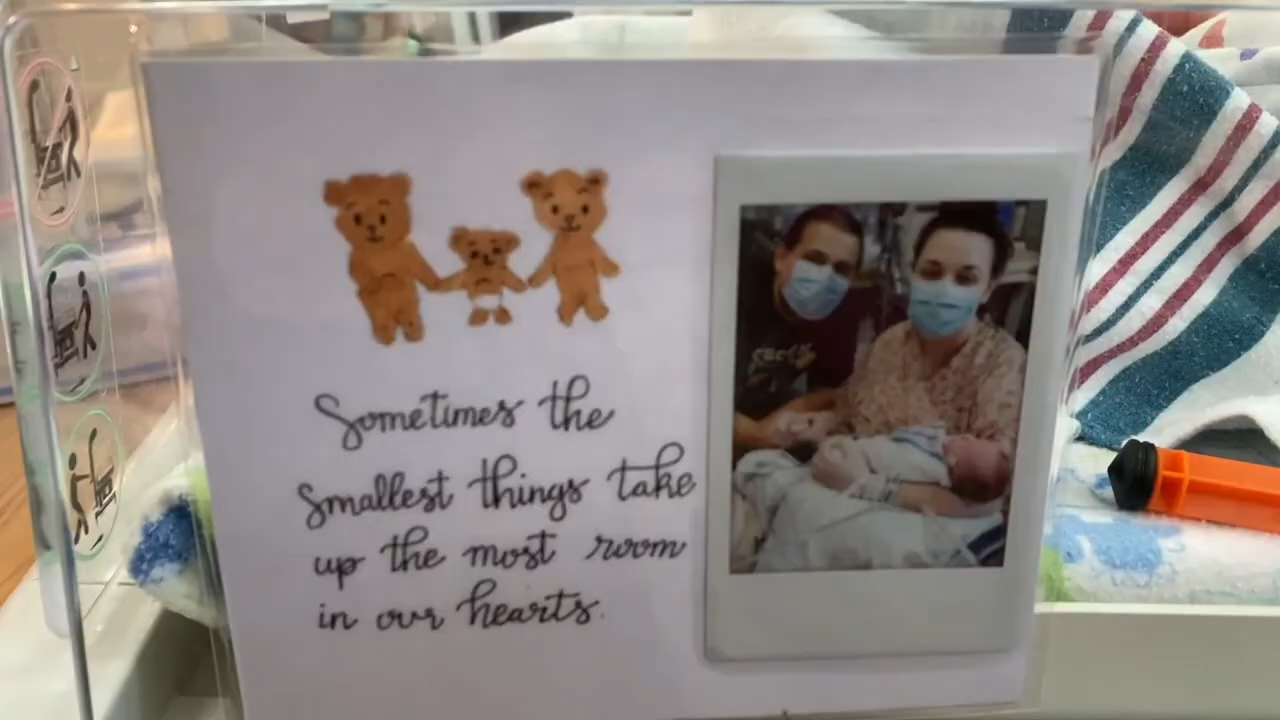 Sometimes the
smallest things take
up the most room
in our hearts.